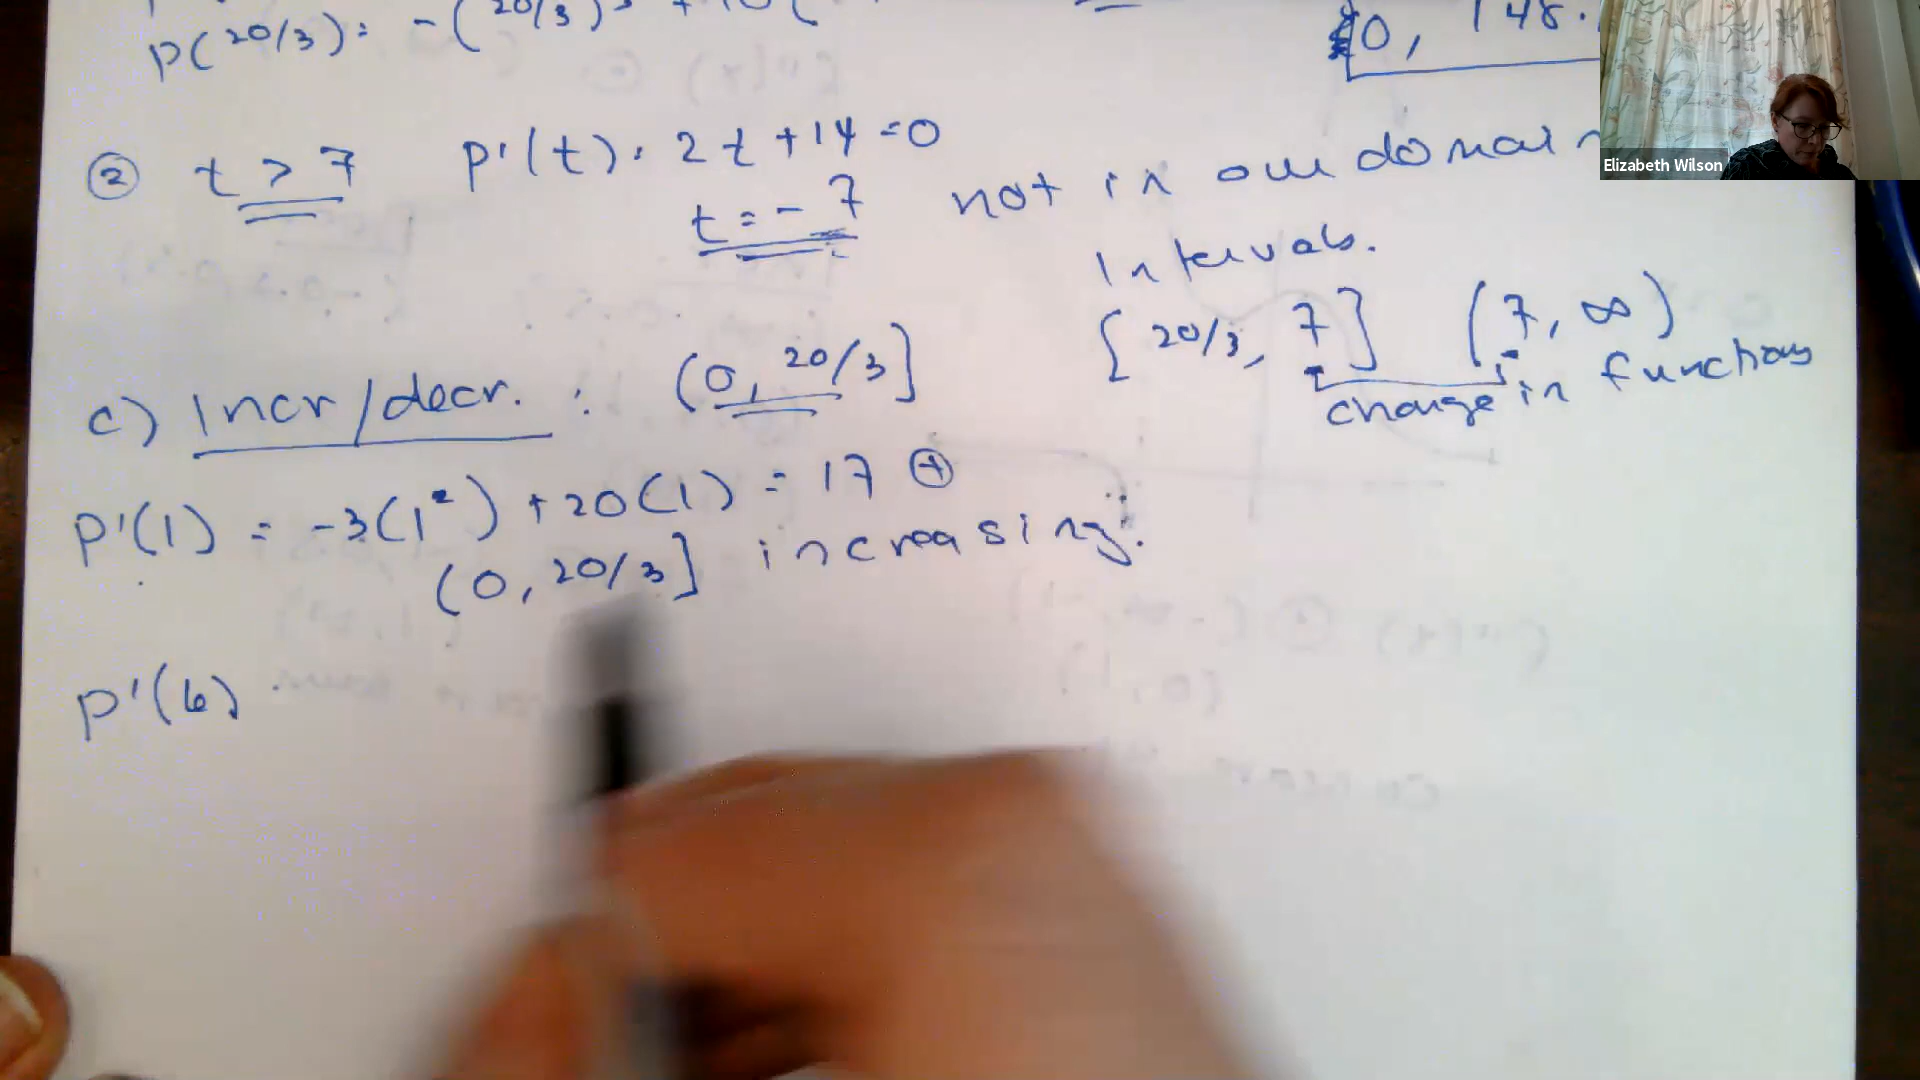 P(20/3) = -(20/3)³ + 10(
0, 148.
Elizabeth Wilson
② t > 7 P'(t) = 2t + 14 = 0 not in our domain
t = -7
Intervals.
c) Incr/decr. : (0, 20/3] [20/3, 7] (7, ∞)
change in functions
P'(1) = -3(1²) + 20(1) = 17 ⊕
(0, 20/3] increasing.
P'(6)